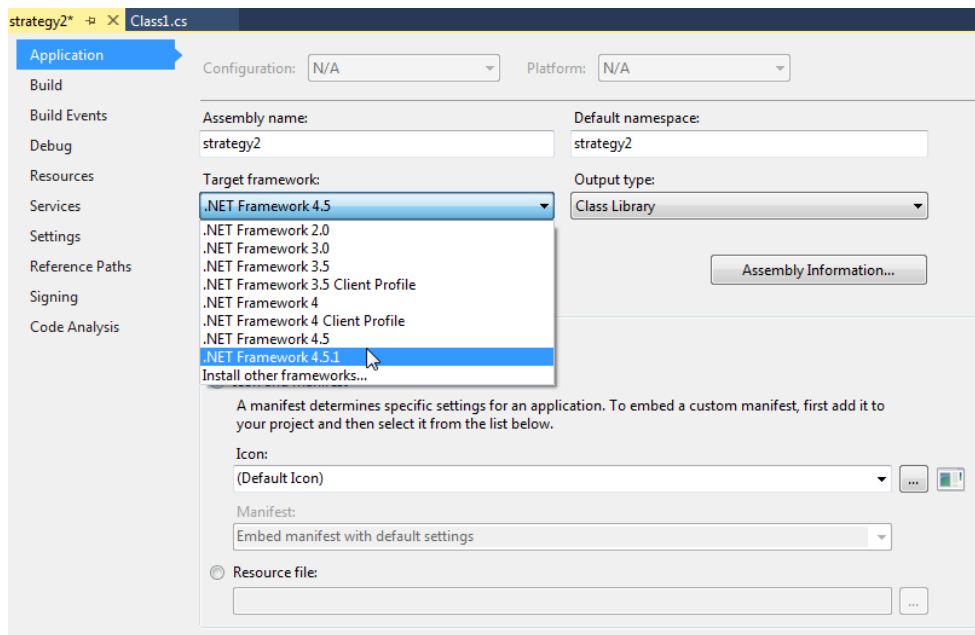 strategy2*
Class1.cs
Application
Build
Build Events
Debug
Resources
Services
Settings
Reference Paths
Signing
Code Analysis
Configuration: N/A
Platform: N/A
Assembly name:
strategy2
Default namespace:
strategy2
Target framework:
.NET Framework 4.5
Output type:
Class Library
.NET Framework 2.0
.NET Framework 3.0
.NET Framework 3.5
.NET Framework 3.5 Client Profile
.NET Framework 4
.NET Framework 4 Client Profile
.NET Framework 4.5
.NET Framework 4.5.1
Install other frameworks...
Assembly Information...
A manifest determines specific settings for an application. To embed a custom manifest, first add it to
your project and then select it from the list below.
Icon:
(Default Icon)
...
Manifest:
Embed manifest with default settings
Resource file:
...